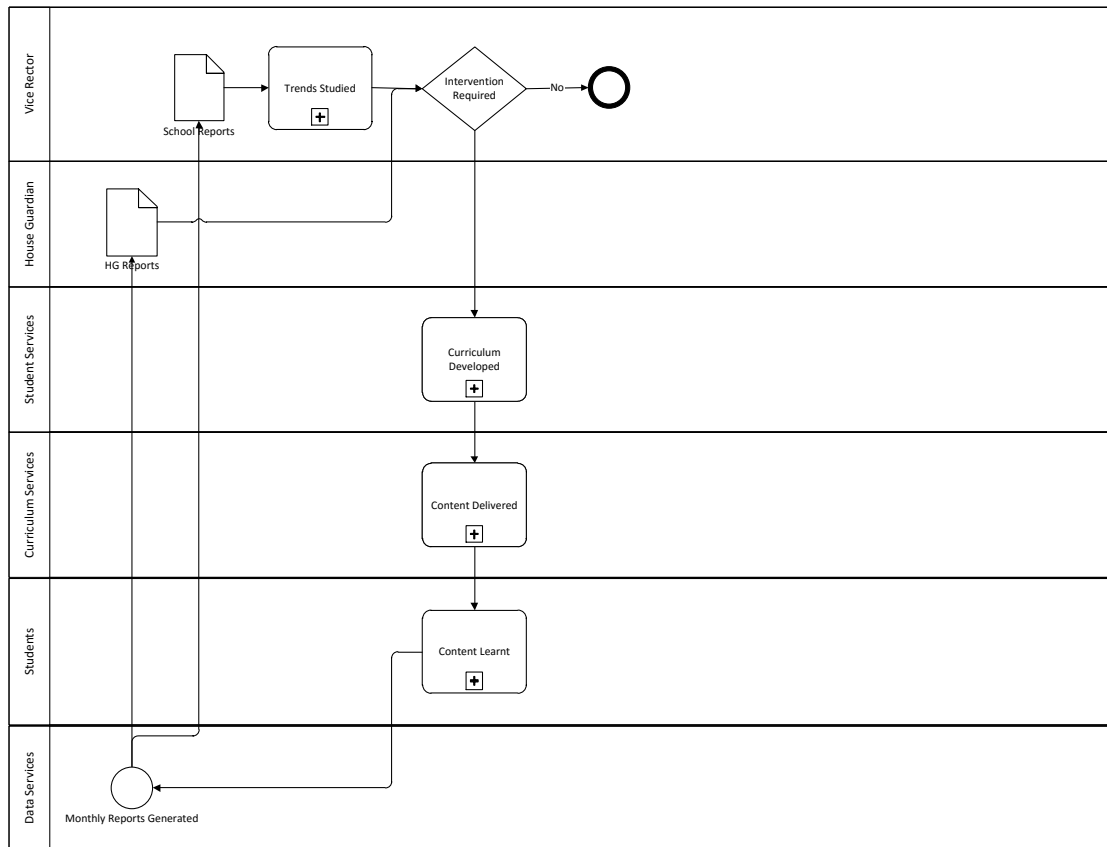 Vice Rector
School Reports
Trends Studied
Intervention
Required
No
House Guardian
HG Reports
Student Services
Curriculum
Developed
Curriculum Services
Content Delivered
Students
Content Learnt
Data Services
Monthly Reports Generated